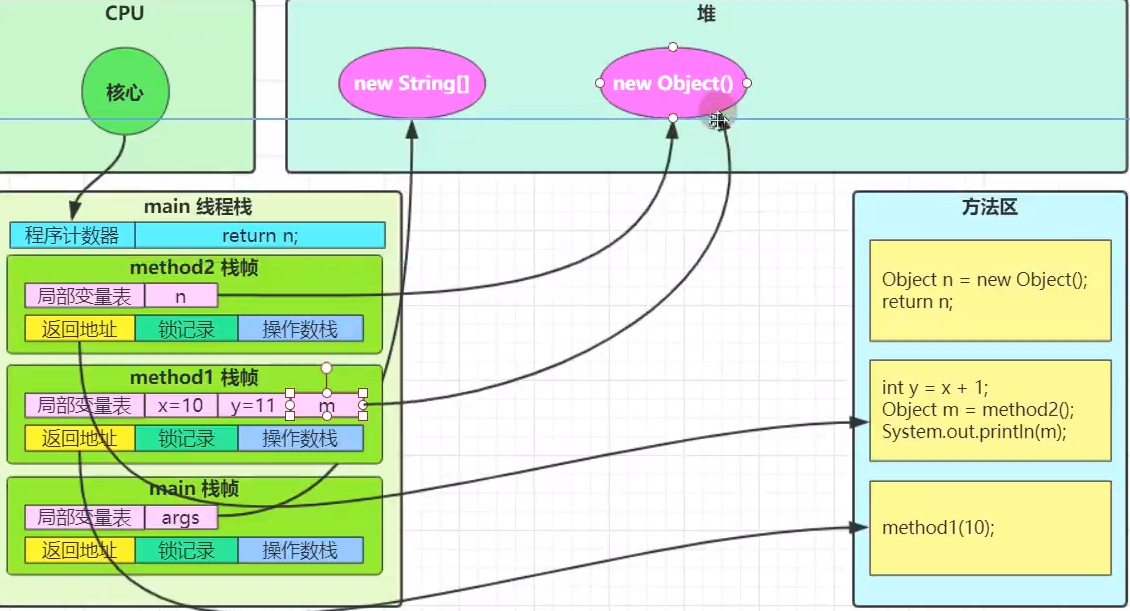 CPU
核心
堆
new String[]
new Object()
main 线程栈
程序计数器
return n;
method2 栈帧
局部变量表
n
返回地址
锁记录
操作数栈
method1 栈帧
局部变量表
x=10
y=11
m
返回地址
锁记录
操作数栈
main 栈帧
局部变量表
args
返回地址
锁记录
操作数栈
方法区
Object n = new Object();
return n;
int y = x + 1;
Object m = method2();
System.out.println(m);
method1(10);